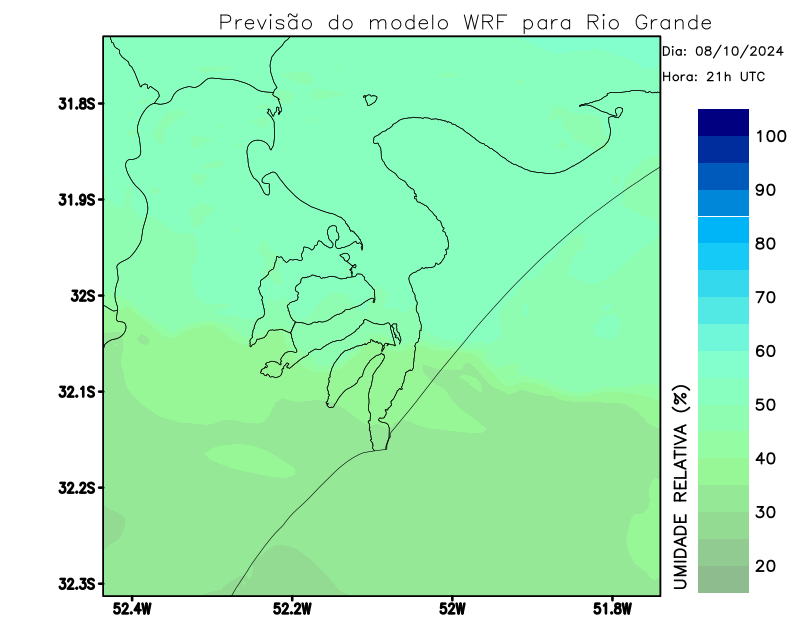 Previsão do modelo WRF para Rio Grande
Dia: 08/10/2024
Hora: 21h UTC
31.8S
31.9S
32S
32.1S
32.2S
32.3S
52.4W
52.2W
52W
51.8W
100
90
80
70
60
50
40
30
20
UMIDADE RELATIVA (%)